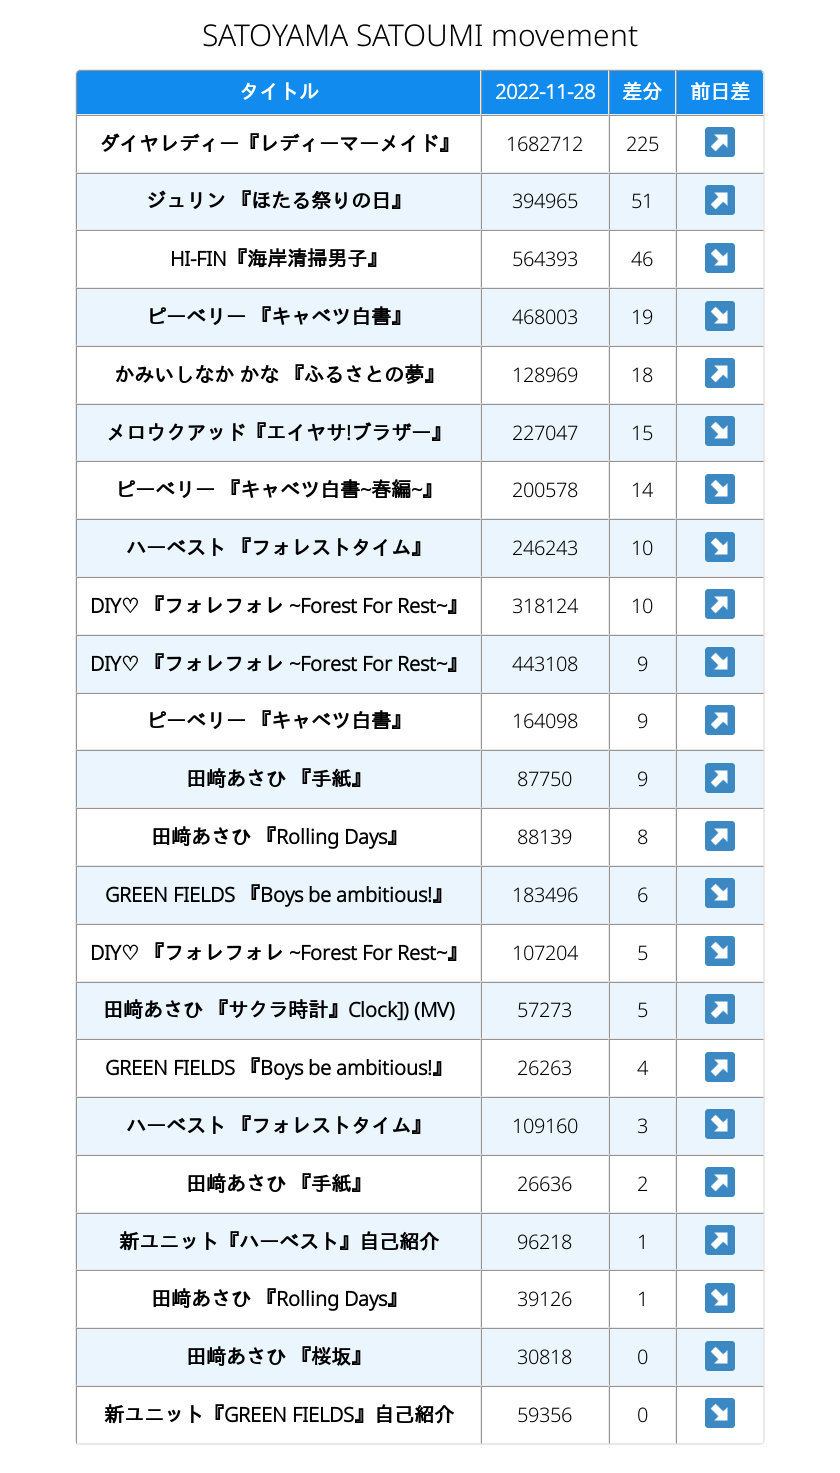 SATOYAMA SATOUMI movement
タイトル 2022-11-28 差分 前日差
ダイヤレディー『レディーマーメイド』 1682712 225 ↗
ジュリン 『ほたる祭りの日』 394965 51 ↗
HI-FIN『海岸清掃男子』 564393 46 ↘
ピーベリー 『キャベツ白書』 468003 19 ↘
かみいしなか かな 『ふるさとの夢』 128969 18 ↗
メロウクアッド『エイヤサ!ブラザー』 227047 15 ↘
ピーベリー 『キャベツ白書~春編~』 200578 14 ↘
ハーベスト 『フォレストタイム』 246243 10 ↘
DIY♡ 『フォレフォレ ~Forest For Rest~』 318124 10 ↗
DIY♡ 『フォレフォレ ~Forest For Rest~』 443108 9 ↘
ピーベリー 『キャベツ白書』 164098 9 ↗
田﨑あさひ 『手紙』 87750 9 ↗
田﨑あさひ 『Rolling Days』 88139 8 ↗
GREEN FIELDS 『Boys be ambitious!』 183496 6 ↘
DIY♡ 『フォレフォレ ~Forest For Rest~』 107204 5 ↘
田﨑あさひ 『サクラ時計』Clock]) (MV) 57273 5 ↗
GREEN FIELDS 『Boys be ambitious!』 26263 4 ↗
ハーベスト 『フォレストタイム』 109160 3 ↘
田﨑あさひ 『手紙』 26636 2 ↗
新ユニット『ハーベスト』自己紹介 96218 1 ↗
田﨑あさひ 『Rolling Days』 39126 1 ↘
田﨑あさひ 『桜坂』 30818 0 ↘
新ユニット『GREEN FIELDS』自己紹介 59356 0 ↘